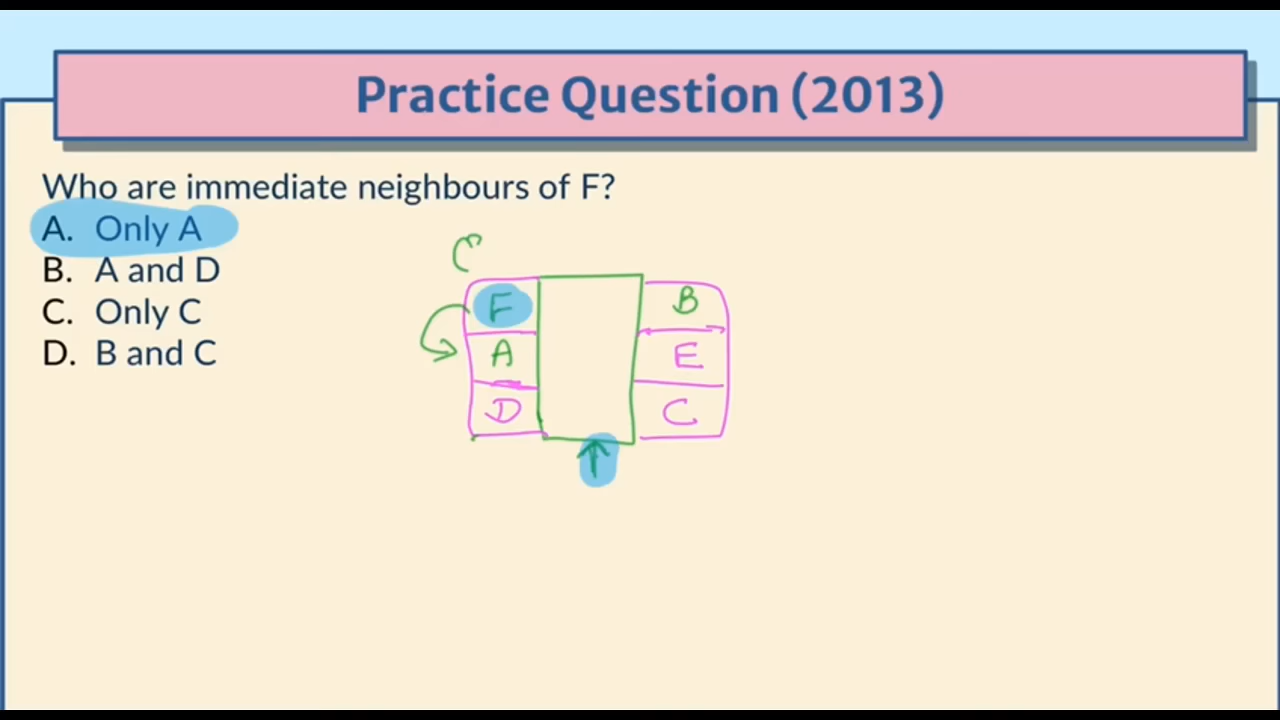 Practice Question (2013)
Who are immediate neighbours of F?
A. Only A
B. A and D
C. Only C
D. B and C
F B
A E
D C